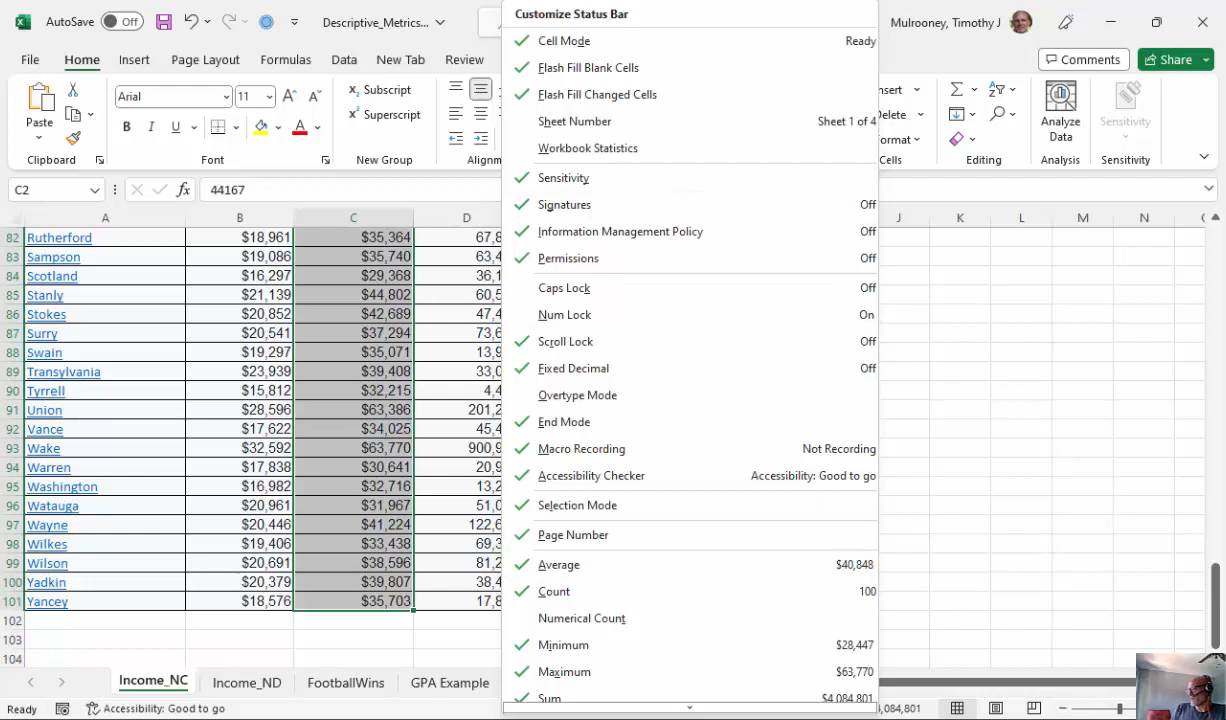 AutoSave Off Descriptive_Metrics... Mulrooney, Timothy J
File Home Insert Page Layout Formulas Data New Tab Review
Comments Share
Paste
Clipboard
Arial 11
B I U A
Font
Subscript
Superscript
New Group
Alignm
nsert
elete
ormat
Cells
Editing
Analyze
Data
Analysis
Sensitivity
Sensitivity
C2 fx 44167
A B C D J K L M N
82 Rutherford $18,961 $35,364 67,8
83 Sampson $19,086 $35,740 63,4
84 Scotland $16,297 $29,368 36,1
85 Stanly $21,139 $44,802 60,5
86 Stokes $20,852 $42,689 47,4
87 Surry $20,541 $37,294 73,6
88 Swain $19,297 $35,071 13,9
89 Transylvania $23,939 $39,408 33,0
90 Tyrrell $15,812 $32,215 4,4
91 Union $28,596 $63,386 201,2
92 Vance $17,622 $34,025 45,4
93 Wake $32,592 $63,770 900,9
94 Warren $17,838 $30,641 20,9
95 Washington $16,982 $32,716 13,2
96 Watauga $20,961 $31,967 51,0
97 Wayne $20,446 $41,224 122,6
98 Wilkes $19,406 $33,438 69,3
99 Wilson $20,691 $38,596 81,2
100 Yadkin $20,379 $39,807 38,4
101 Yancey $18,576 $35,703 17,8
102
103
104
Customize Status Bar
Cell Mode Ready
Flash Fill Blank Cells
Flash Fill Changed Cells
Sheet Number Sheet 1 of 4
Workbook Statistics
Sensitivity
Signatures Off
Information Management Policy Off
Permissions Off
Caps Lock Off
Num Lock On
Scroll Lock Off
Fixed Decimal Off
Overtype Mode
End Mode
Macro Recording Not Recording
Accessibility Checker Accessibility: Good to go
Selection Mode
Page Number
Average $40,848
Count 100
Numerical Count
Minimum $28,447
Maximum $63,770
Sum $4,084,801
Income_NC Income_ND FootballWins GPA Example
Ready Accessibility: Good to go 4,084,801